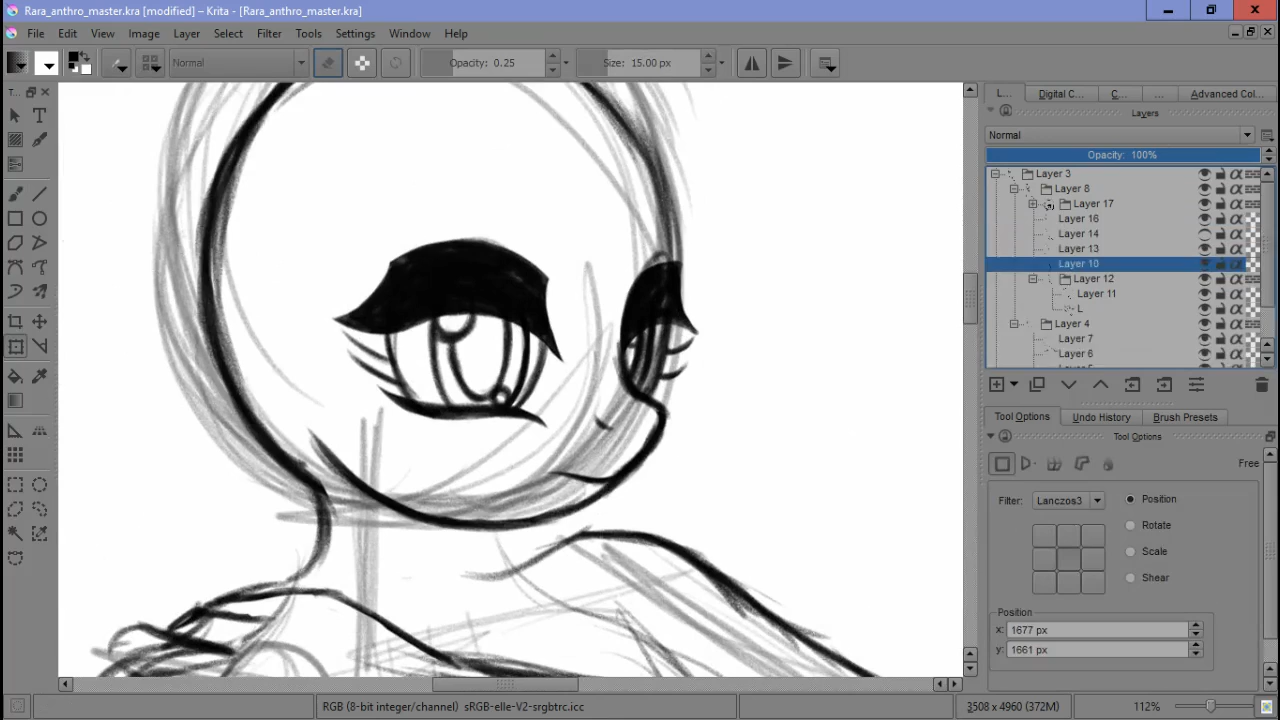 Rara_anthro_master.kra [modified] – Krita - [Rara_anthro_master.kra]
File Edit View Image Layer Select Filter Tools Settings Window Help
Normal Opacity: 0.25 Size: 15.00 px
T... L... Digital C... C... ... Advanced Col...
Layers
Normal
Opacity: 100%
Layer 3
Layer 8
Layer 17
Layer 16
Layer 14
Layer 13
Layer 10
Layer 12
Layer 11
L
Layer 4
Layer 7
Layer 6
Tool Options Undo History Brush Presets
Tool Options
Free
Filter: Lanczos3 Position
Rotate
Scale
Shear
Position
x: 1677 px
y: 1661 px
RGB (8-bit integer/channel) sRGB-elle-V2-srgbtrc.icc 3508 x 4960 (372M) 112%